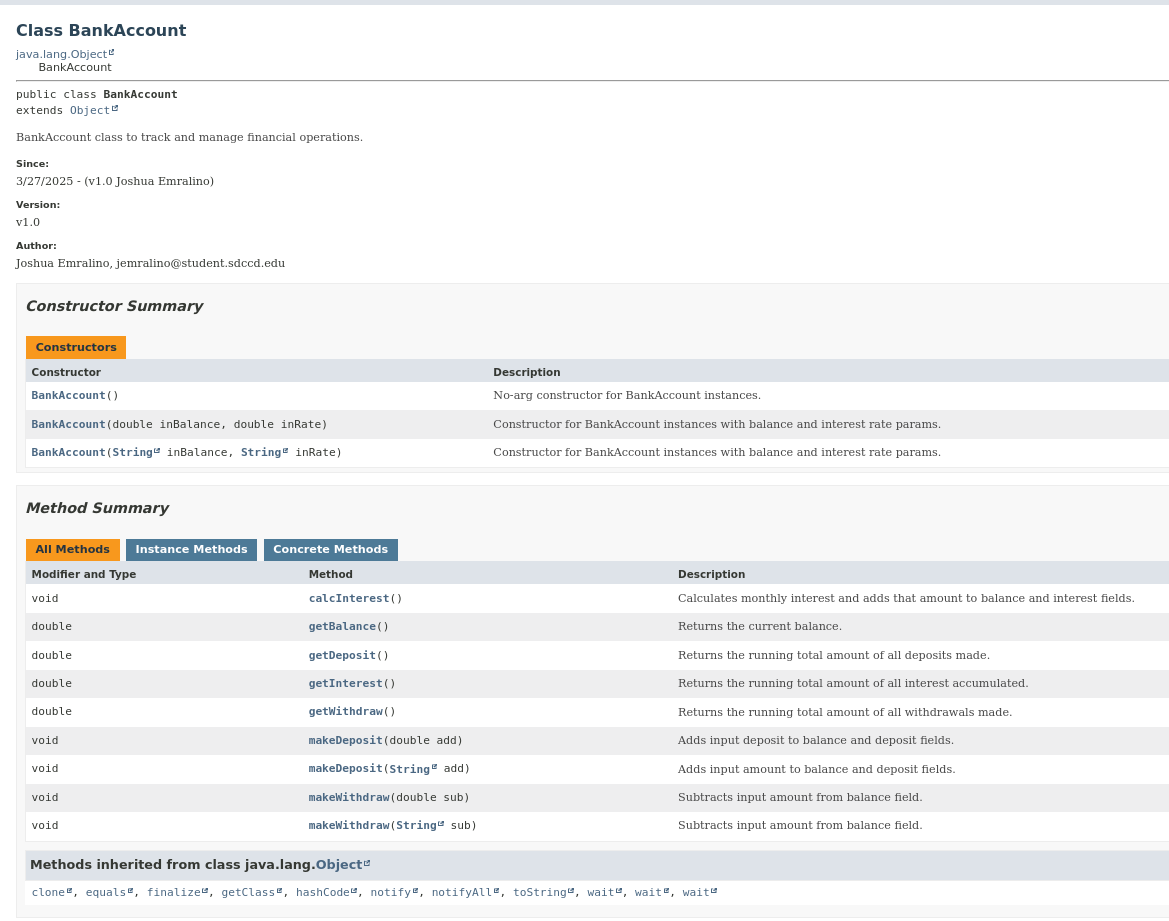 Class BankAccount
java.lang.Object
BankAccount
public class BankAccount
extends Object
BankAccount class to track and manage financial operations.
Since:
3/27/2025 - (v1.0 Joshua Emralino)
Version:
v1.0
Author:
Joshua Emralino, jemralino@student.sdccd.edu
Constructor Summary
Constructors
Constructor Description
BankAccount() No-arg constructor for BankAccount instances.
BankAccount(double inBalance, double inRate) Constructor for BankAccount instances with balance and interest rate params.
BankAccount(String inBalance, String inRate) Constructor for BankAccount instances with balance and interest rate params.
Method Summary
All Methods Instance Methods Concrete Methods
Modifier and Type Method Description
void calcInterest() Calculates monthly interest and adds that amount to balance and interest fields.
double getBalance() Returns the current balance.
double getDeposit() Returns the running total amount of all deposits made.
double getInterest() Returns the running total amount of all interest accumulated.
double getWithdraw() Returns the running total amount of all withdrawals made.
void makeDeposit(double add) Adds input deposit to balance and deposit fields.
void makeDeposit(String add) Adds input amount to balance and deposit fields.
void makeWithdraw(double sub) Subtracts input amount from balance field.
void makeWithdraw(String sub) Subtracts input amount from balance field.
Methods inherited from class java.lang.Object
clone, equals, finalize, getClass, hashCode, notify, notifyAll, toString, wait, wait, wait